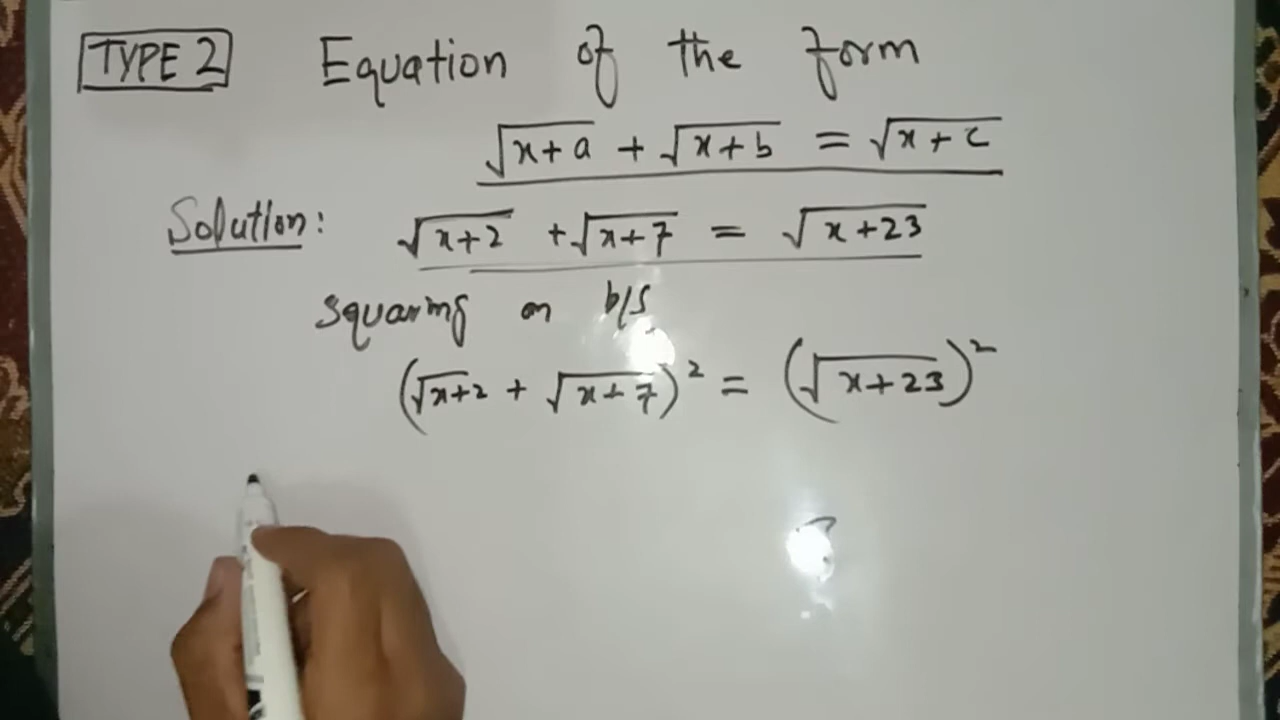 TYPE 2 Equation of the form
√x+a + √x+b = √x+c
Solution: √x+2 + √x+7 = √x+23
squaring on b/s
(√x+2 + √x+7)² = (√x+23)²